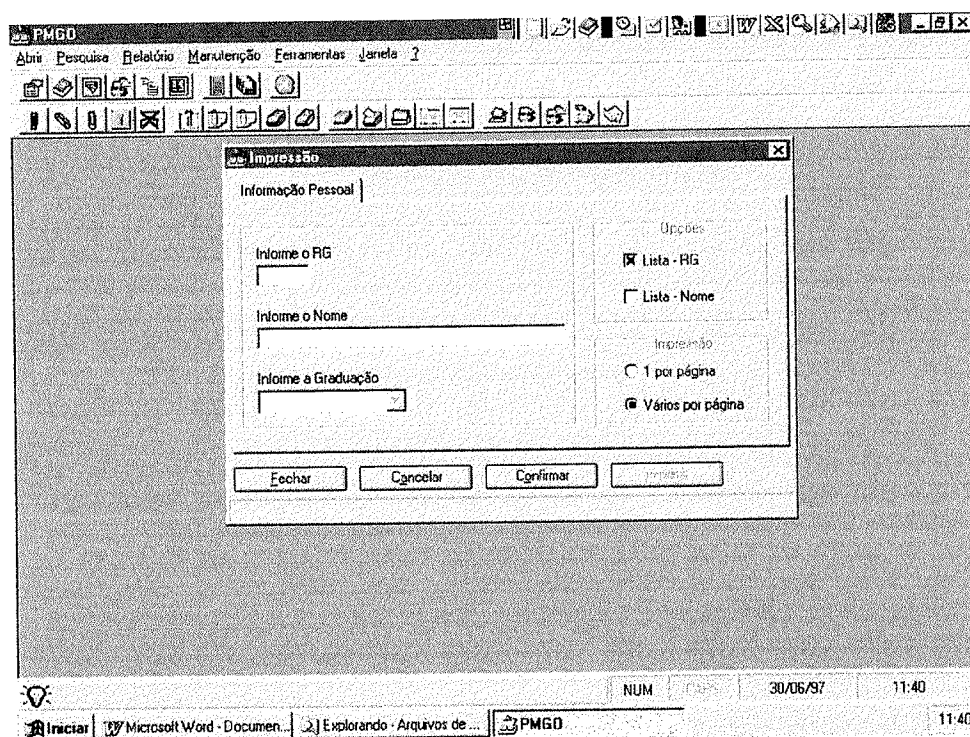 PMGO
Abrir Pesquisa Relatório Manutenção Ferramentas Janela ?
Impressão
Informação Pessoal
Informe o RG
Informe o Nome
Informe a Graduação
Opções
Lista - RG
Lista - Nome
Impressão
1 por página
Vários por página
Fechar Cancelar Confirmar
NUM CAPS 30/06/97 11:40
Iniciar Microsoft Word - Documen... Explorando - Arquivos de ... PMGO 11:40